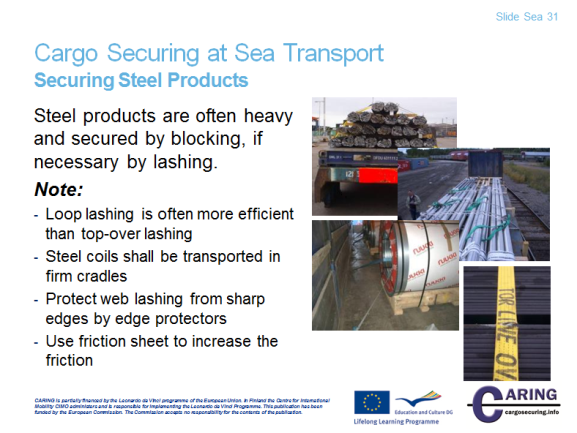 Slide Sea 31
Cargo Securing at Sea Transport
Securing Steel Products
Steel products are often heavy
and secured by blocking, if
necessary by lashing.
Note:
- Loop lashing is often more efficient
than top-over lashing
- Steel coils shall be transported in
firm cradles
- Protect web lashing from sharp
edges by edge protectors
- Use friction sheet to increase the
friction
RUUKKI
RUUKKI
TOR LINE OV
CARING is partially financed by the Leonardo da Vinci programme of the European Union. In Finland the Centre for International
Mobility CIMO administers and is responsible for implementing the Leonardo da Vinci Programme. This publication has been
funded by the European Commission. The Commission accepts no responsibility for the contents of the publication.
Education and Culture DG
Lifelong Learning Programme
CARING
cargosecuring.info